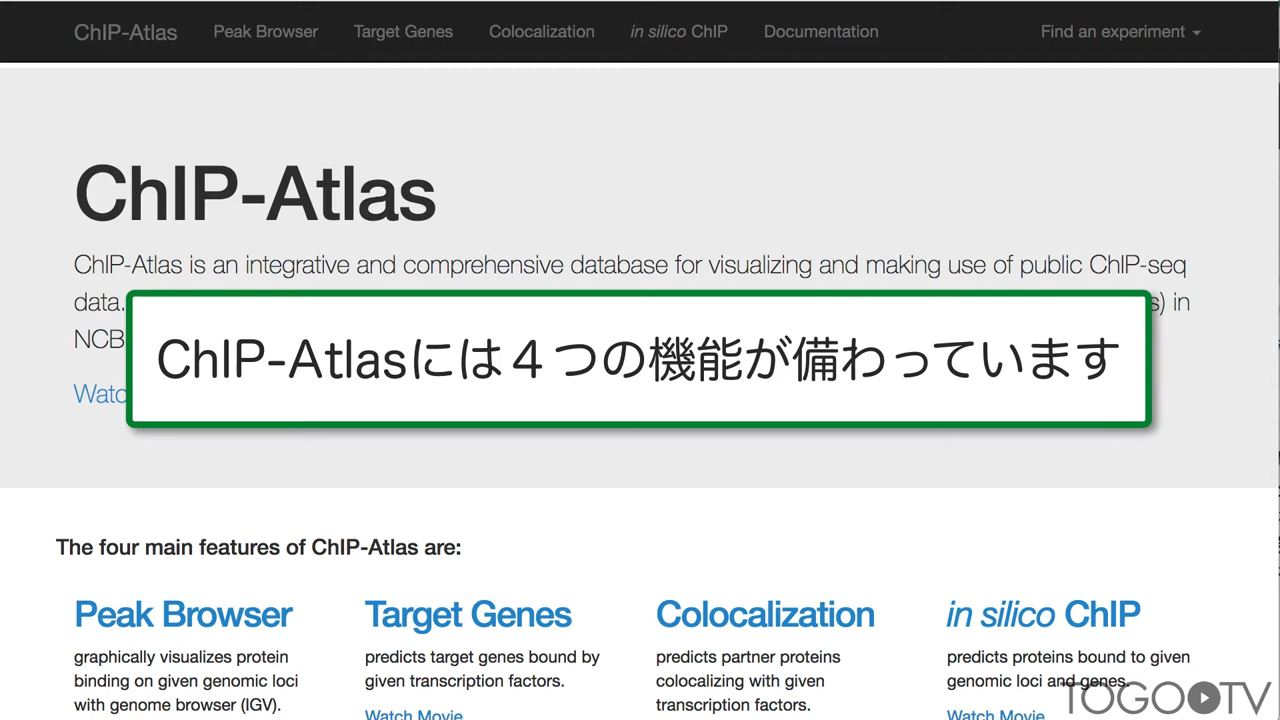 ChIP-Atlas Peak Browser Target Genes Colocalization in silico ChIP Documentation Find an experiment
ChIP-Atlas
ChIP-Atlas is an integrative and comprehensive database for visualizing and making use of public ChIP-seq
data. s) in
NCB
ChIP-Atlasには４つの機能が備わっています
Watc
The four main features of ChIP-Atlas are:
Peak Browser
graphically visualizes protein
binding on given genomic loci
with genome browser (IGV).
Target Genes
predicts target genes bound by
given transcription factors.
Watch Movie
Colocalization
predicts partner proteins
colocalizing with given
transcription factors.
in silico ChIP
predicts proteins bound to given
genomic loci and genes.
Watch Movie
TOGOTV